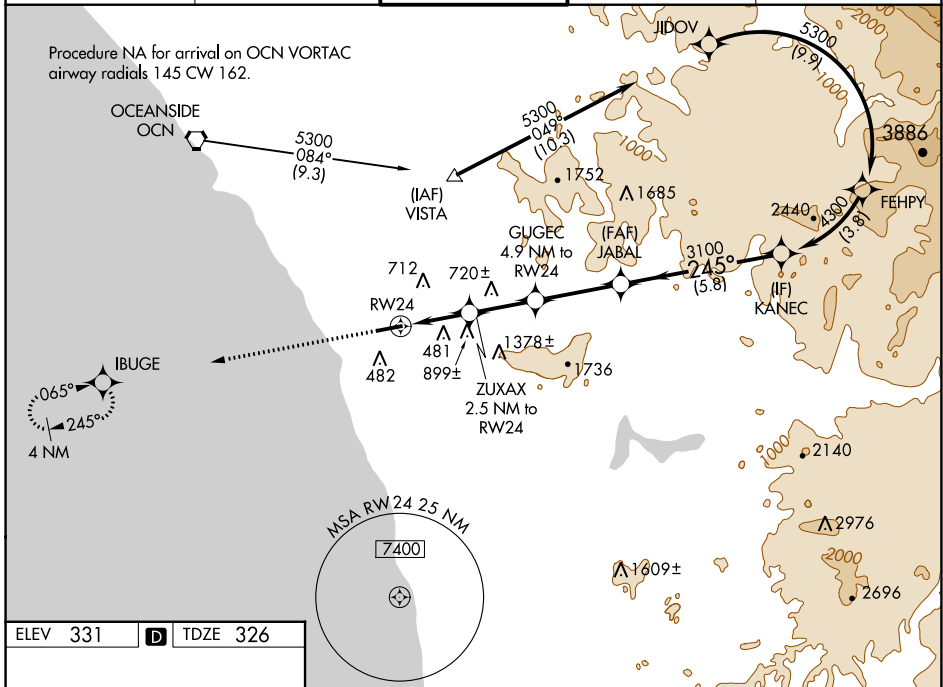 Procedure NA for arrival on OCN VORTAC
airway radials 145 CW 162.
JIDOV
5300
(9.9)
2000
1000
OCEANSIDE
OCN
5300
084°
(9.3)
5300
049°
(10.3)
1000
3886
(IAF)
VISTA
1752
1685
2440
4300
(3.8)
FEHPY
GUGEC
4.9 NM to
RW24
(FAF)
JABAL
3100
245°
(5.8)
(IF)
KANEC
712
720±
RW24
481
899±
482
1378±
1736
ZUXAX
2.5 NM to
RW24
IBUGE
065°
245°
4 NM
1000
2140
2976
2000
2696
1609±
MSA RW24 25 NM
7400
ELEV 331
D
TDZE 326